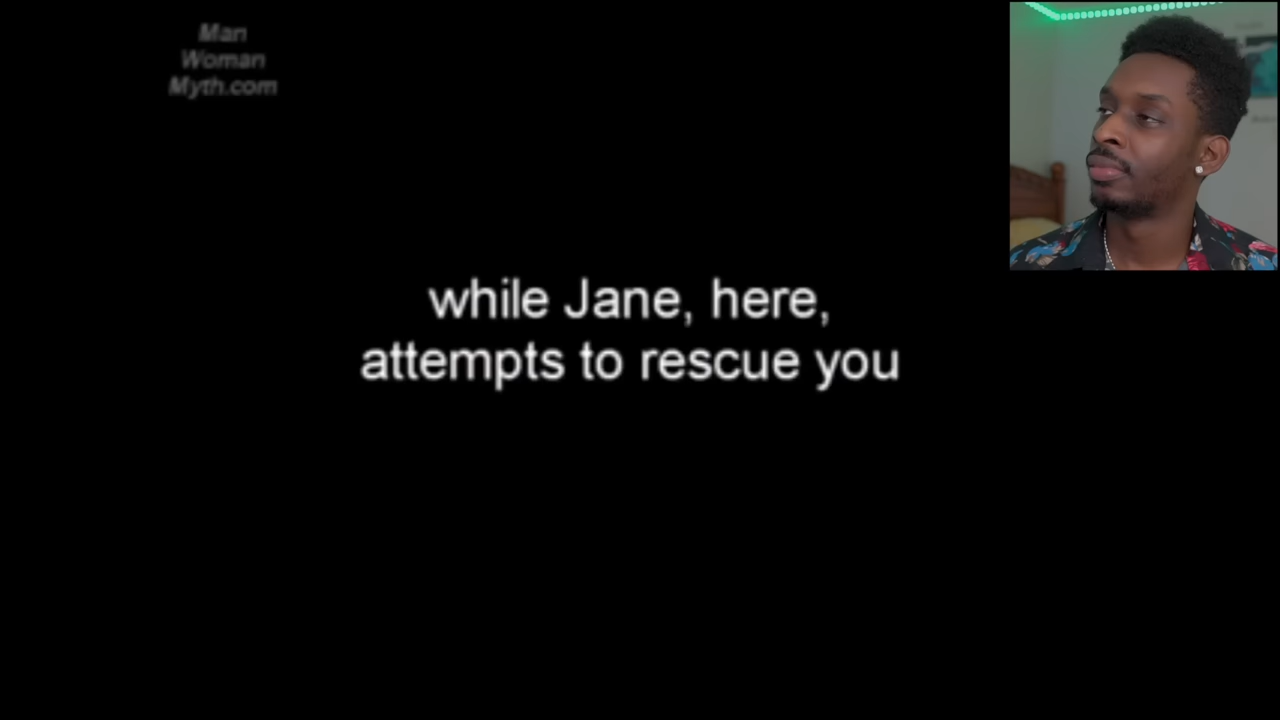 Man
Woman
Myth.com
while Jane, here,
attempts to rescue you